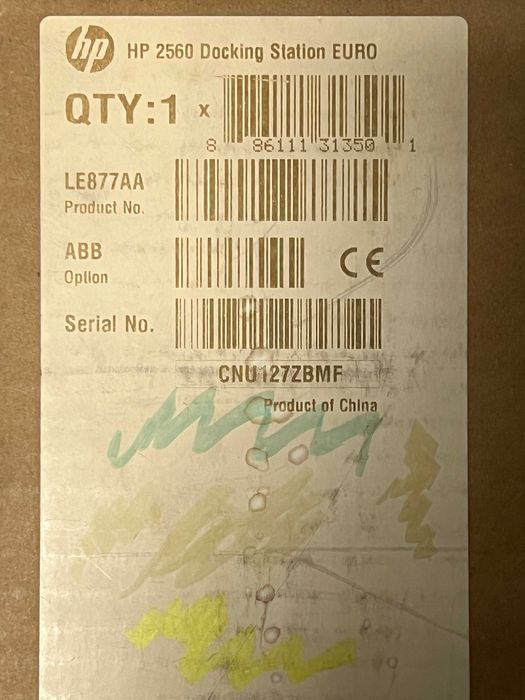 hp HP 2560 Docking Station EURO
QTY:1 x
8 86111 31350 1
LE877AA
Product No.
ABB
Option
CE
Serial No.
CNU127ZBMF
Product of China